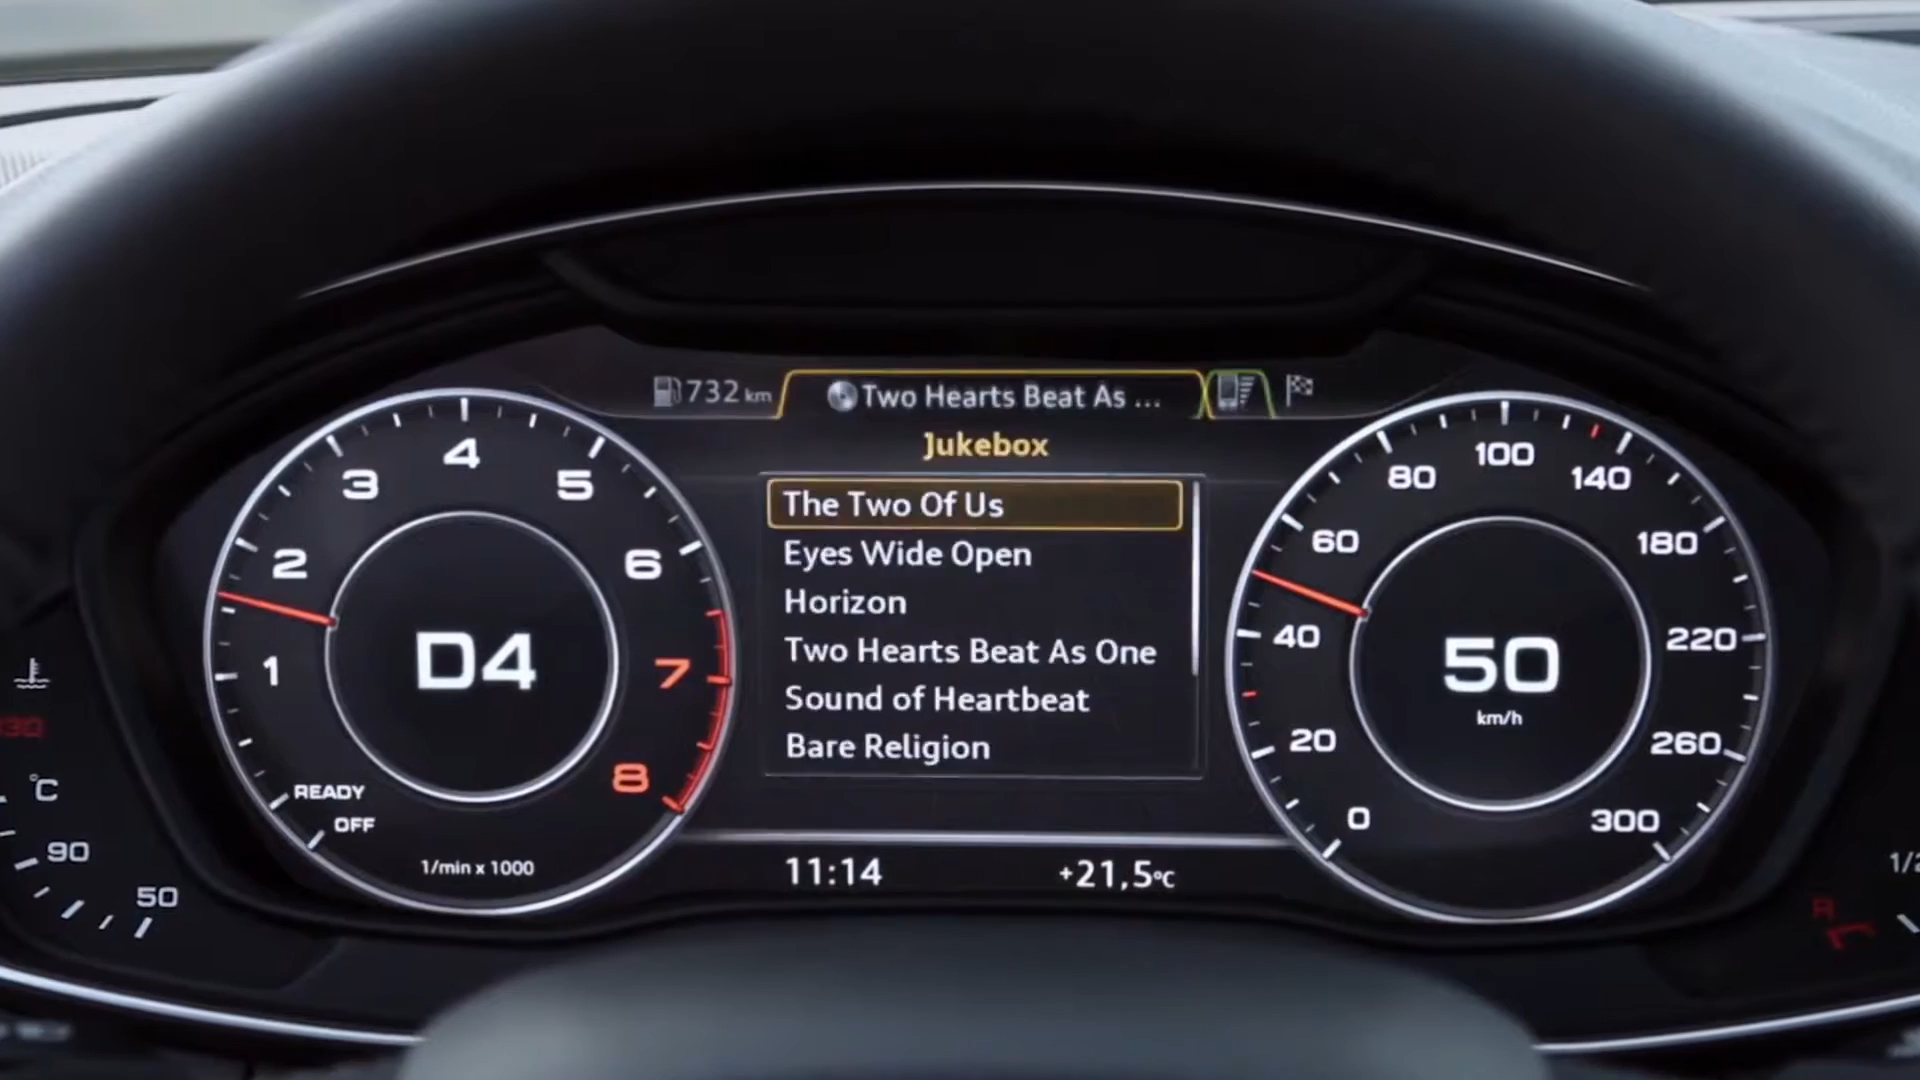 732 km
Two Hearts Beat As ...
Jukebox
The Two Of Us
Eyes Wide Open
Horizon
Two Hearts Beat As One
Sound of Heartbeat
Bare Religion
11:14
+21,5°C
OFF
READY
1
2
3
4
5
6
7
8
D4
1/min x 1000
0
20
40
60
80
100
140
180
220
260
300
50
km/h
°C
90
50
R